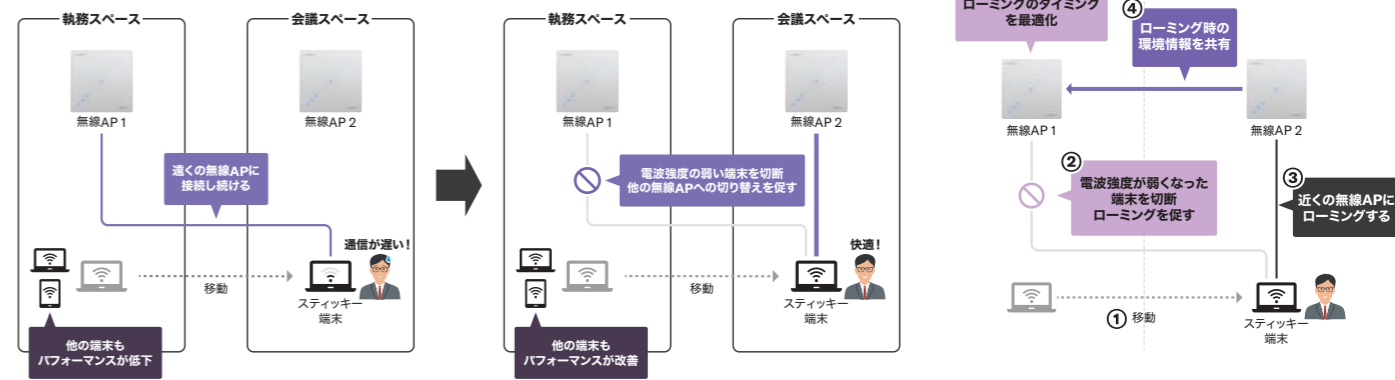 執務スペース
会議スペース
無線AP 1
無線AP 2
遠くの無線APに
接続し続ける
通信が遅い！
移動
スティッキー
端末
他の端末も
パフォーマンスが低下
執務スペース
会議スペース
無線AP 1
無線AP 2
電波強度の弱い端末を切断
他の無線APへの切り替えを促す
快適！
移動
スティッキー
端末
他の端末も
パフォーマンスが改善
ローミングのタイミング
を最適化
④
ローミング時の
環境情報を共有
無線AP 1
無線AP 2
②
電波強度が弱くなった
端末を切断
ローミングを促す
③
近くの無線APに
ローミングする
① 移動
スティッキー
端末